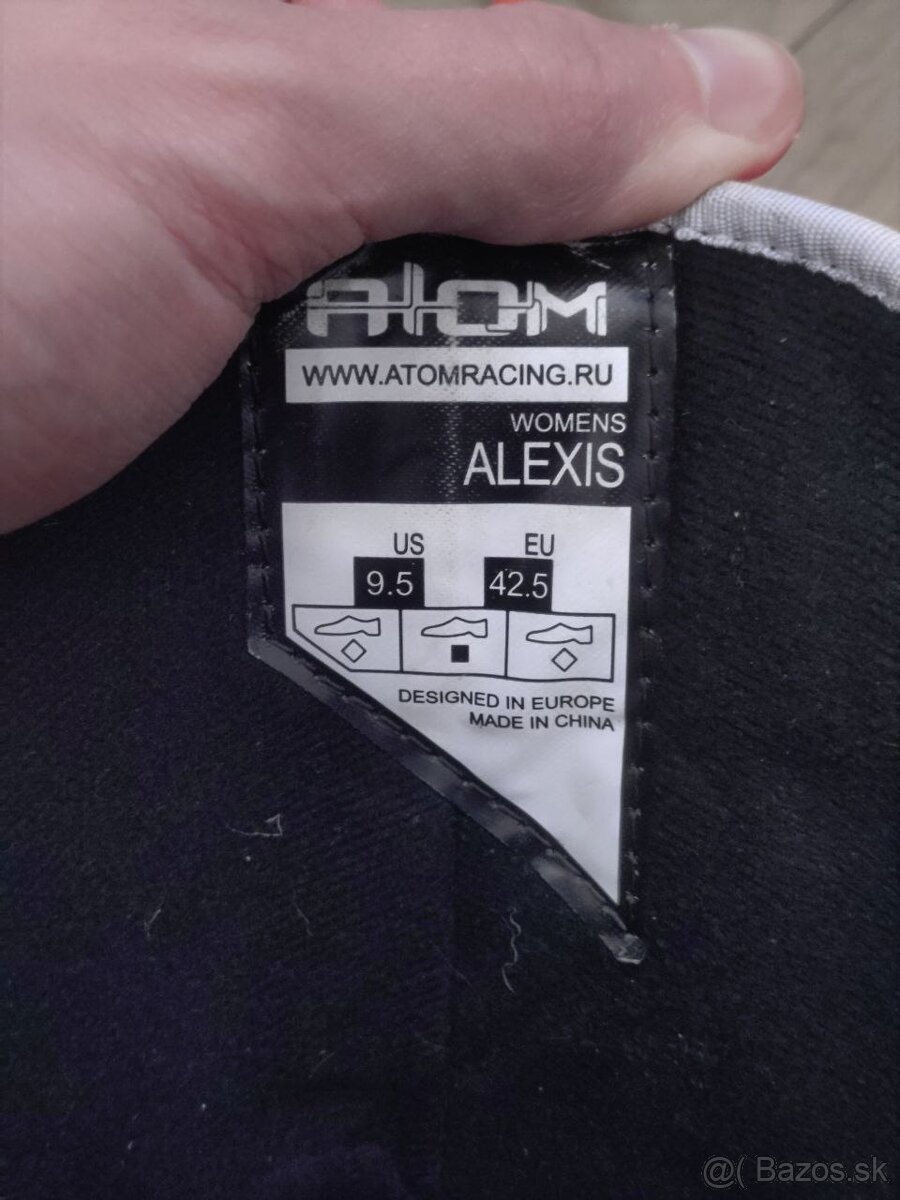 ATOM
WWW.ATOMRACING.RU
WOMENS
ALEXIS
US EU
9.5 42.5
DESIGNED IN EUROPE
MADE IN CHINA
@( Bazos.sk